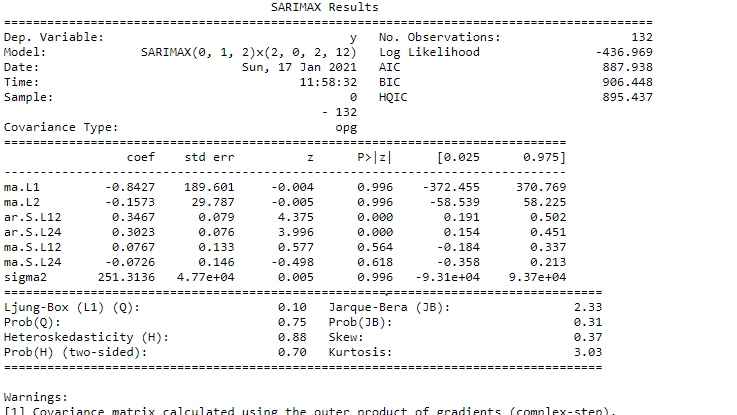 SARIMAX Results
==============================================================================
Dep. Variable: y No. Observations: 132
Model: SARIMAX(0, 1, 2)x(2, 0, 2, 12) Log Likelihood -436.969
Date: Sun, 17 Jan 2021 AIC 887.938
Time: 11:58:32 BIC 906.448
Sample: 0 HQIC 895.437
- 132
Covariance Type: opg
==============================================================================
coef std err z P>|z| [0.025 0.975]
------------------------------------------------------------------------------
ma.L1 -0.8427 189.601 -0.004 0.996 -372.455 370.769
ma.L2 -0.1573 29.787 -0.005 0.996 -58.539 58.225
ar.S.L12 0.3467 0.079 4.375 0.000 0.191 0.502
ar.S.L24 0.3023 0.076 3.996 0.000 0.154 0.451
ma.S.L12 0.0767 0.133 0.577 0.564 -0.184 0.337
ma.S.L24 -0.0726 0.146 -0.498 0.618 -0.358 0.213
sigma2 251.3136 4.77e+04 0.005 0.996 -9.31e+04 9.37e+04
==============================================================================
Ljung-Box (L1) (Q): 0.10 Jarque-Bera (JB): 2.33
Prob(Q): 0.75 Prob(JB): 0.31
Heteroskedasticity (H): 0.88 Skew: 0.37
Prob(H) (two-sided): 0.70 Kurtosis: 3.03
==============================================================================
Warnings:
[1] Covariance matrix calculated using the outer product of gradients (complex-step).